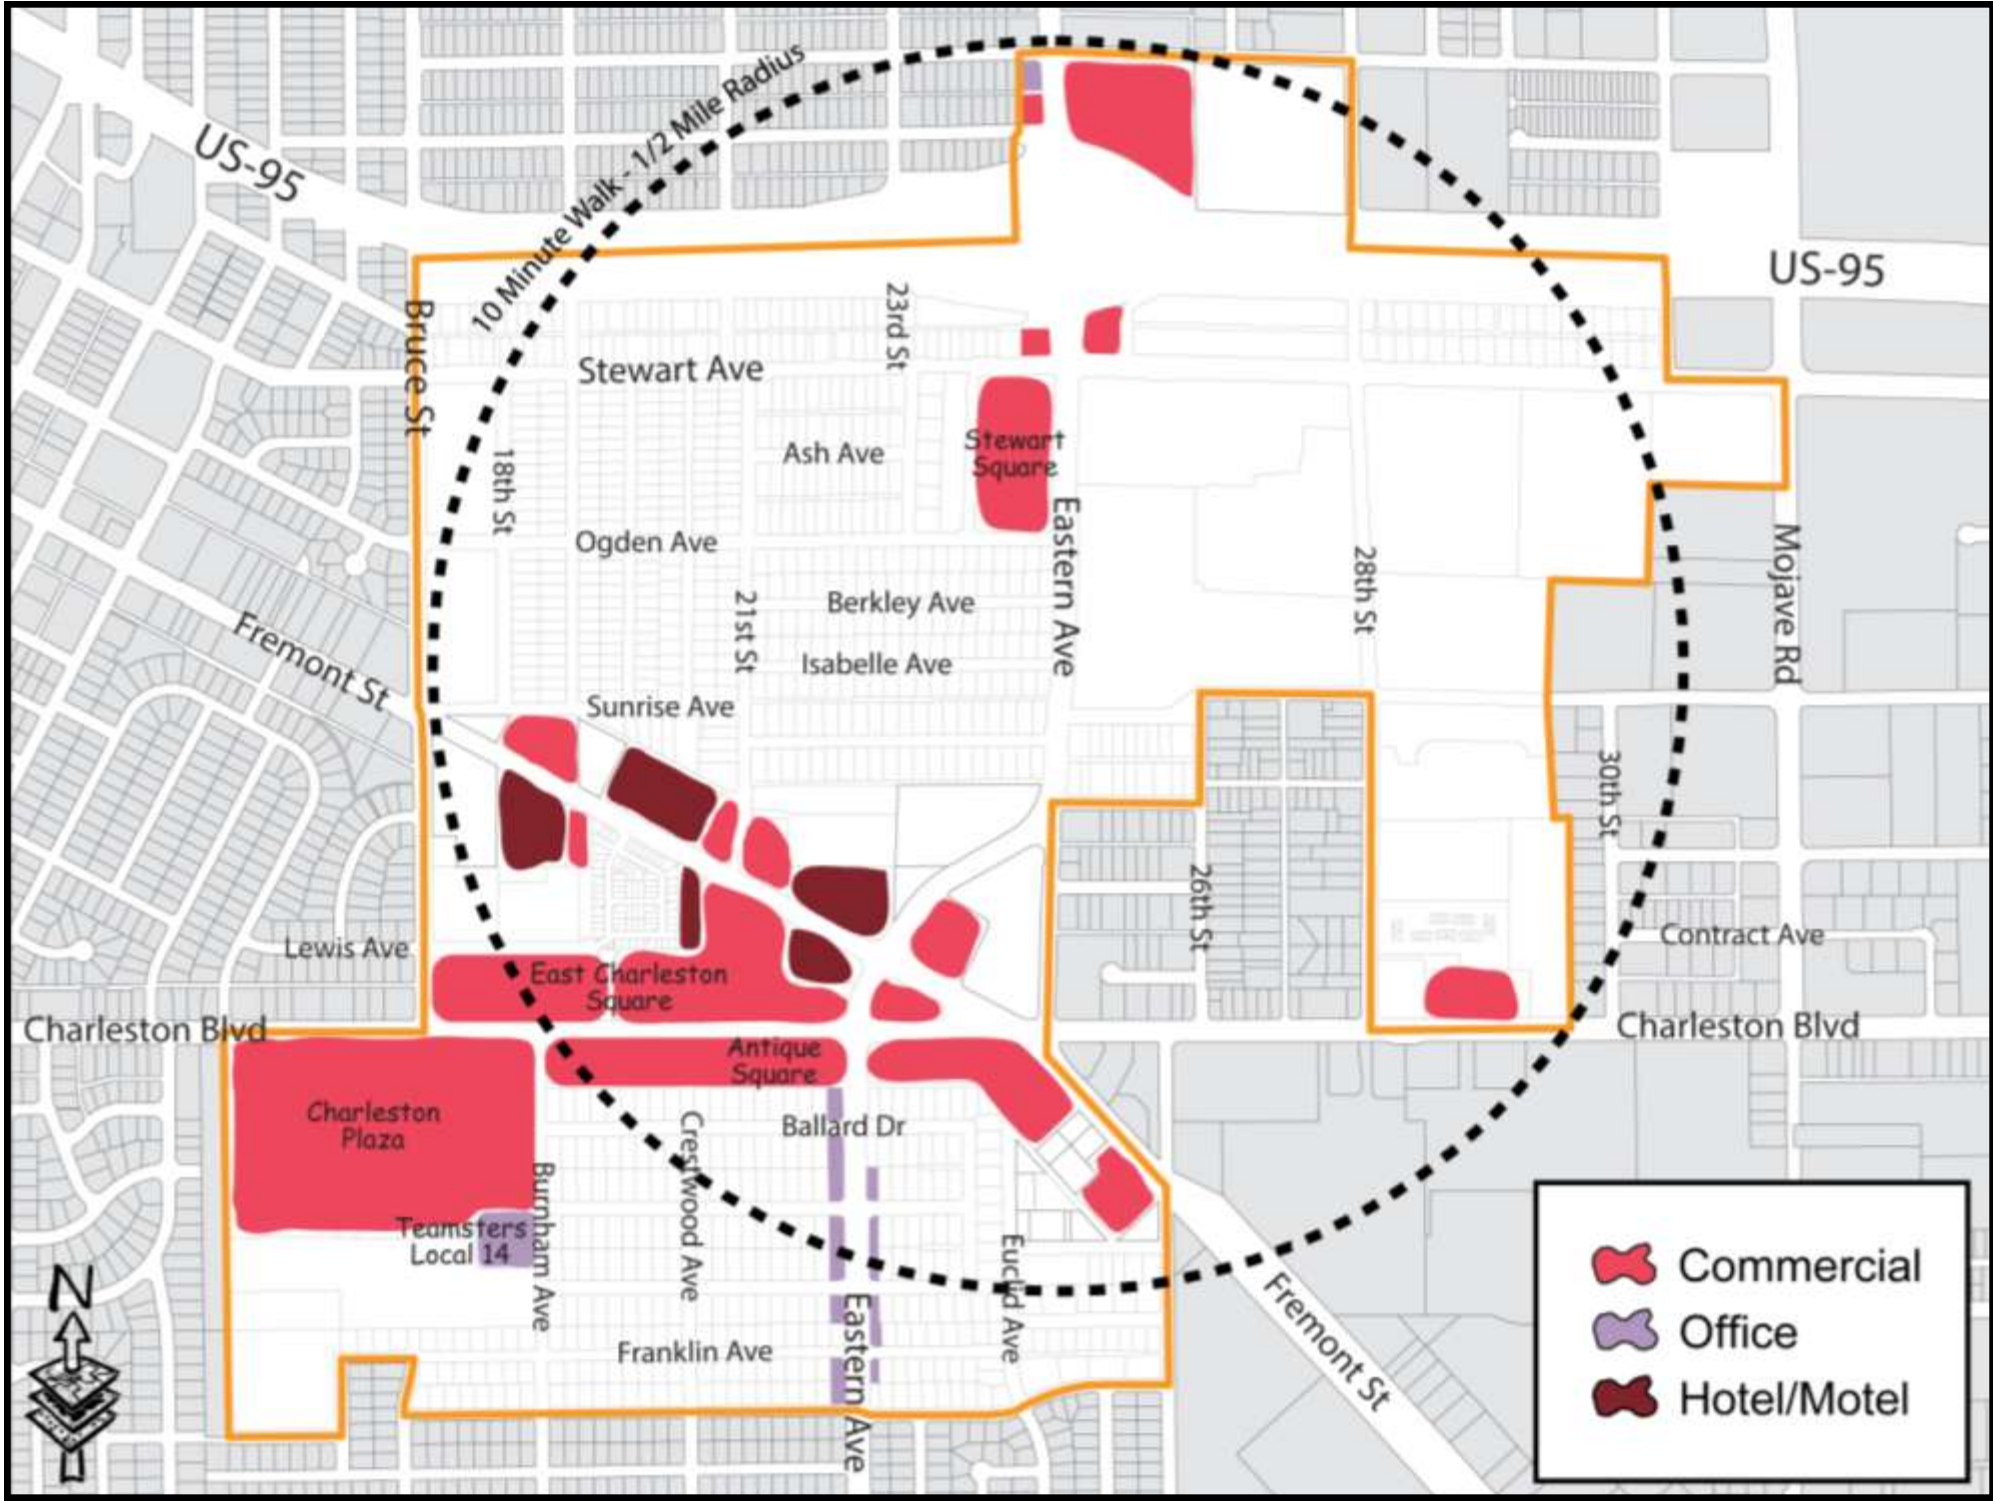 10 Minute Walk - 1/2 Mile Radius
US-95
US-95
Bruce St
23rd St
Stewart Ave
18th St
Ash Ave
Stewart
Square
Eastern Ave
Ogden Ave
28th St
Mojave Rd
Berkley Ave
21st St
Fremont St
Isabelle Ave
Sunrise Ave
30th St
26th St
Lewis Ave
Contract Ave
East Charleston
Square
Charleston Blvd
Charleston Blvd
Antique
Square
Charleston
Plaza
Ballard Dr
Crestwood Ave
Burnham Ave
Teamsters
Local 14
Euclid Ave
Eastern Ave
Franklin Ave
Fremont St
N
Commercial
Office
Hotel/Motel